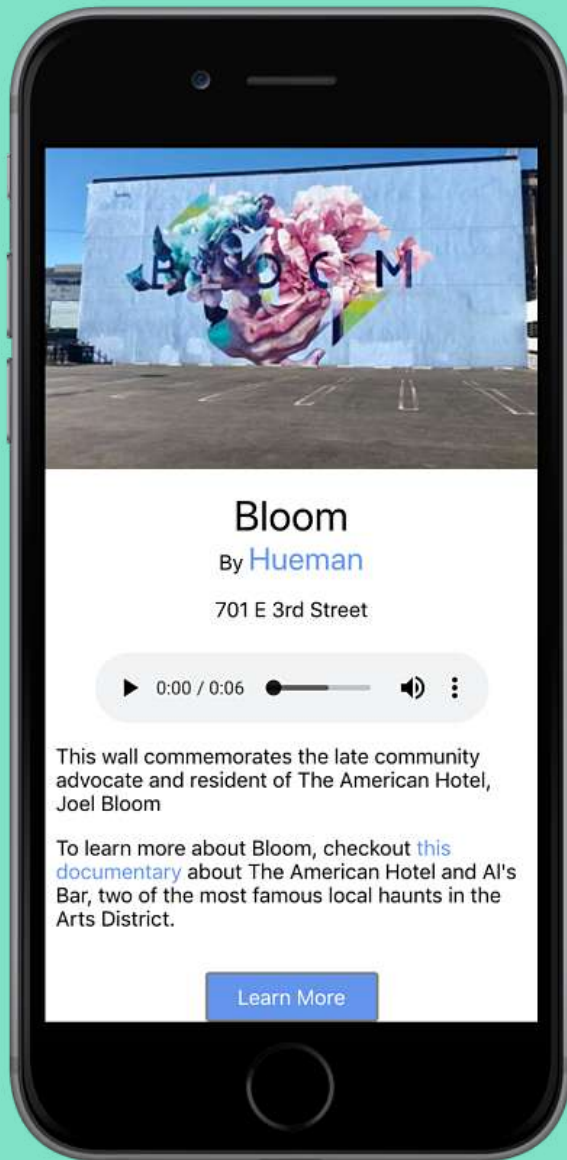 BLOOM
Bloom
By Hueman
701 E 3rd Street
0:00 / 0:06
This wall commemorates the late community
advocate and resident of The American Hotel,
Joel Bloom
To learn more about Bloom, checkout this
documentary about The American Hotel and Al's
Bar, two of the most famous local haunts in the
Arts District.
Learn More